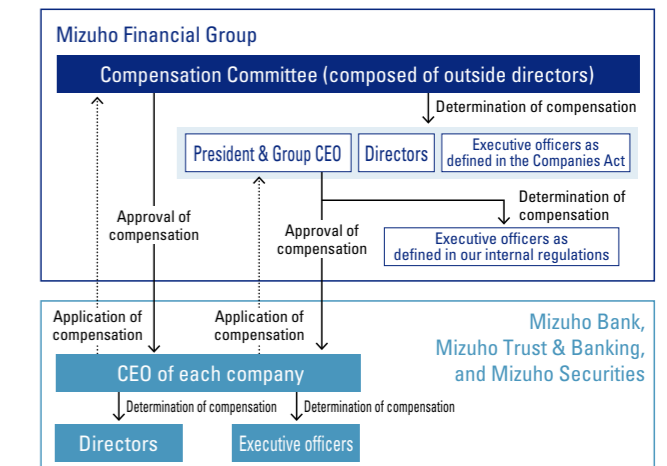 Mizuho Financial Group
Compensation Committee (composed of outside directors)
Determination of compensation
President & Group CEO
Directors
Executive officers as
defined in the Companies Act
Determination of
compensation
Approval of
compensation
Approval of
compensation
Executive officers as
defined in our internal regulations
Application of
compensation
Application of
compensation
Mizuho Bank,
Mizuho Trust & Banking,
and Mizuho Securities
CEO of each company
Determination of compensation
Determination of compensation
Directors
Executive officers